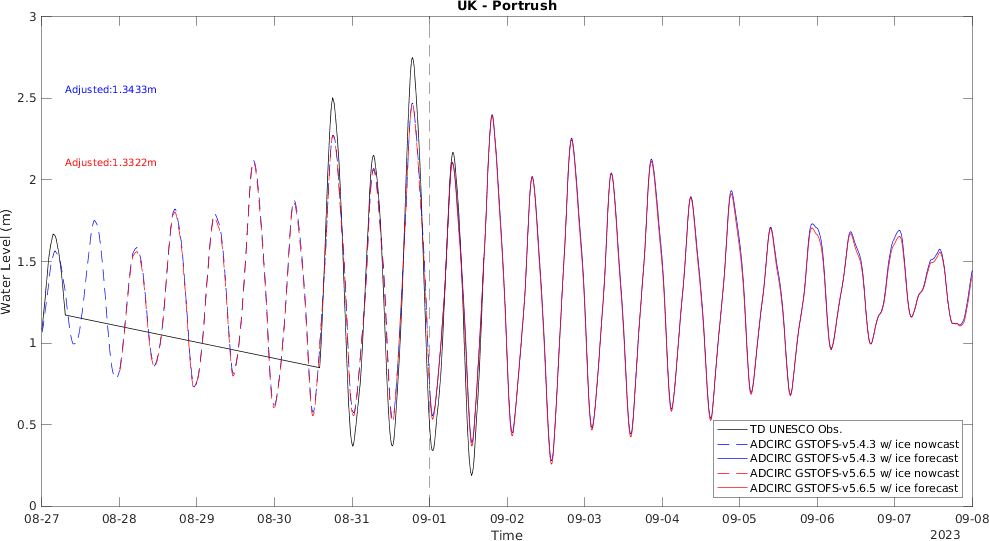 UK - Portrush
3
2.5
2
1.5
1
0.5
0
Water Level (m)
Adjusted:1.3433m
Adjusted:1.3322m
TD UNESCO Obs.
ADCIRC GSTOFS-v5.4.3 w/ ice nowcast
ADCIRC GSTOFS-v5.4.3 w/ ice forecast
ADCIRC GSTOFS-v5.6.5 w/ ice nowcast
ADCIRC GSTOFS-v5.6.5 w/ ice forecast
08-27 08-28 08-29 08-30 08-31 09-01 09-02 09-03 09-04 09-05 09-06 09-07 09-08
Time
2023